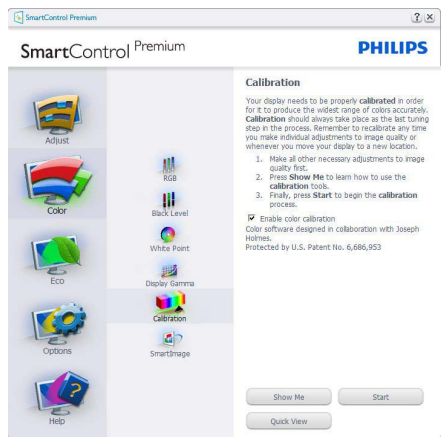 SmartControl Premium
? ×
SmartControl Premium
PHILIPS
Adjust
Color
Eco
Options
Help
RGB
Black Level
White Point
Display Gamma
Calibration
SmartImage
Calibration
Your display needs to be properly calibrated in order
for it to produce the widest range of colors accurately.
Calibration should always take place as the last tuning
step in the process. Remember to recalibrate any time
you make individual adjustments to image quality or
whenever you move your display to a new location.
1. Make all other necessary adjustments to image
quality first.
2. Press Show Me to learn how to use the
calibration tools.
3. Finally, press Start to begin the calibration
process.
Enable color calibration
Color software designed in collaboration with Joseph
Holmes.
Protected by U.S. Patent No. 6,686,953
Show Me
Start
Quick View